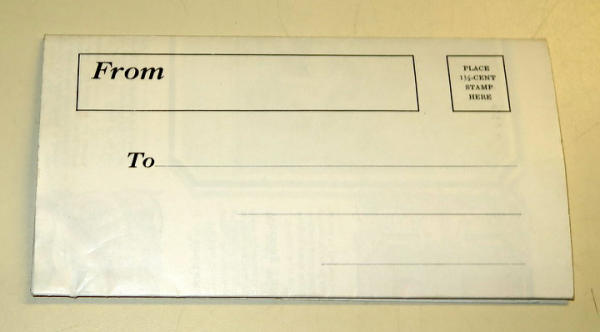 From
PLACE
1½-CENT
STAMP
HERE
To